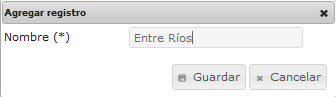 Agregar registro
Nombre (*) Entre Ríos
Guardar Cancelar